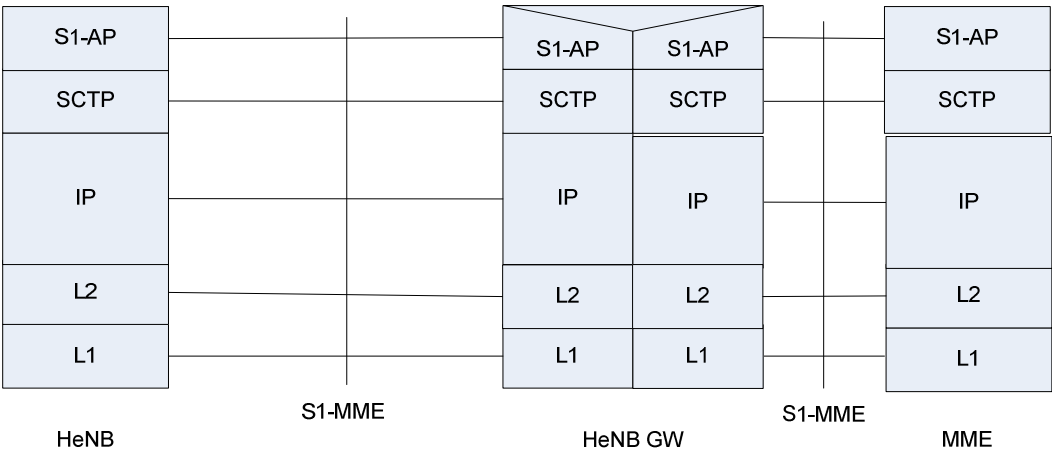 S1-AP
S1-AP
S1-AP
S1-AP
SCTP
SCTP
SCTP
SCTP
IP
IP
IP
IP
L2
L2
L2
L2
L1
L1
L1
L1
S1-MME
S1-MME
HeNB
HeNB GW
MME